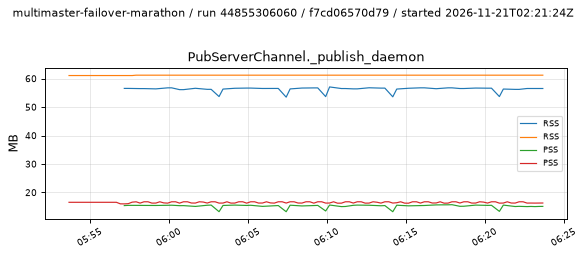 multimaster-failover-marathon / run 44855306060 / f7cd06570d79 / started 2026-11-21T02:21:24Z
PubServerChannel._publish_daemon
MB
60
50
40
30
20
RSS
RSS
PSS
PSS
05:55
06:00
06:05
06:10
06:15
06:20
06:25